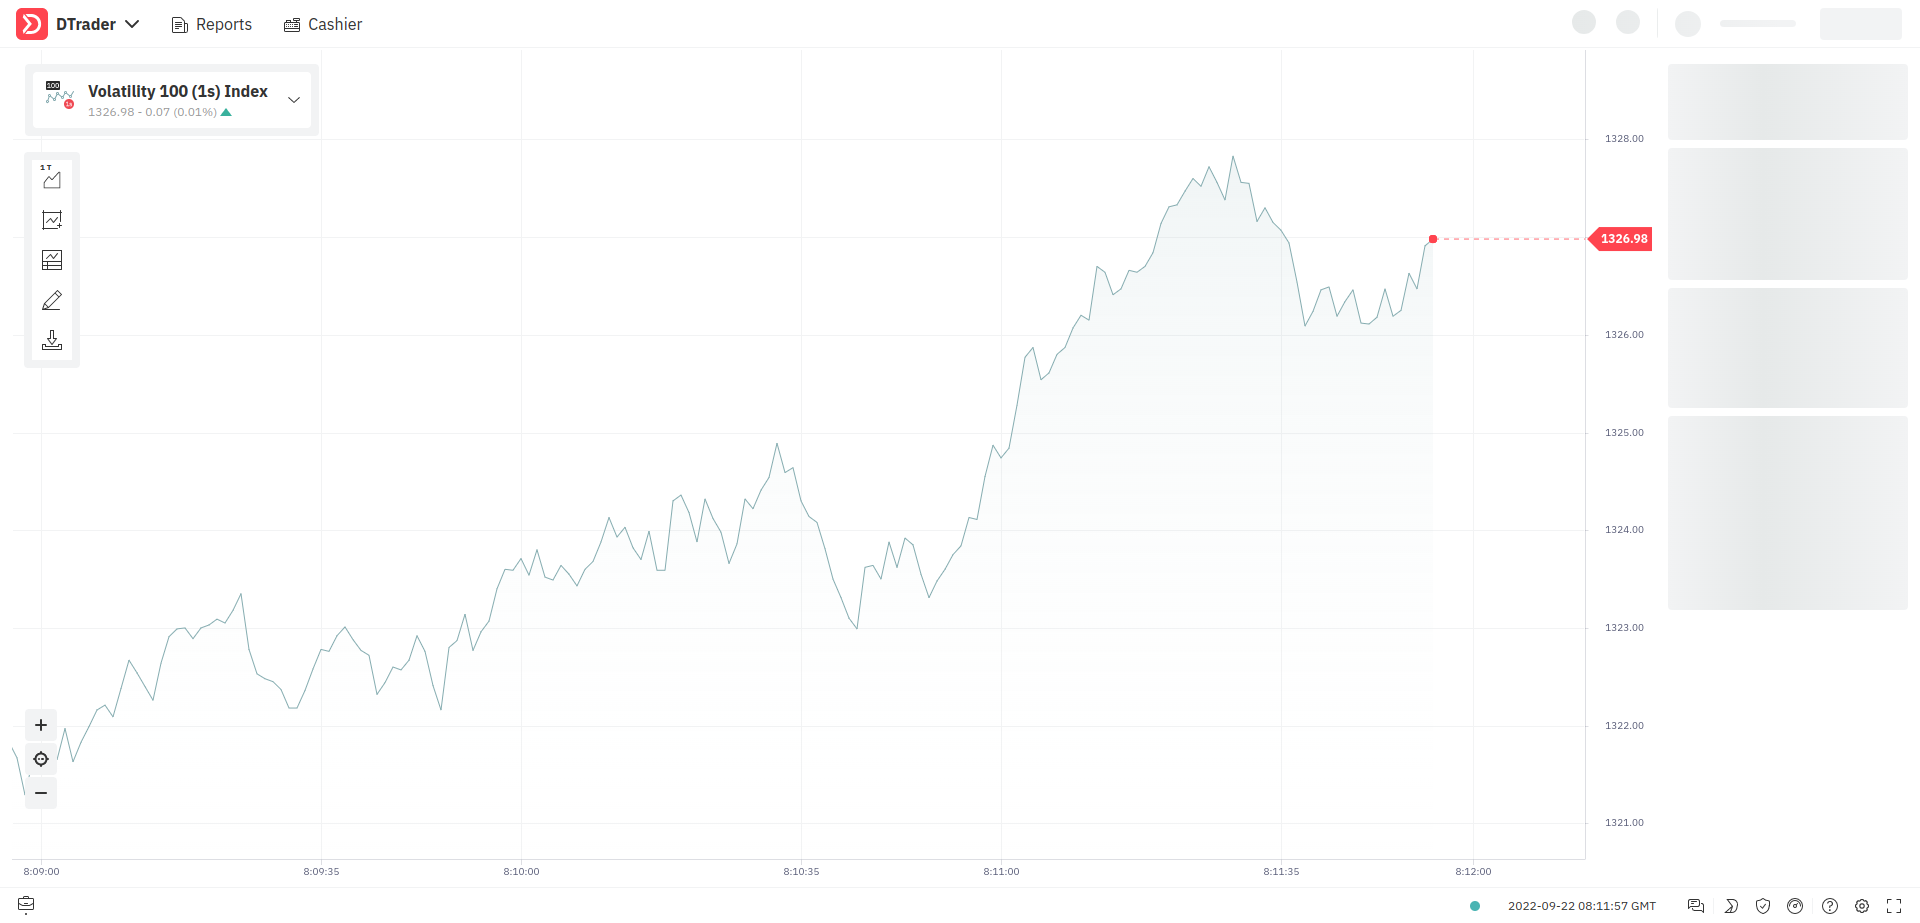 DTrader
Reports
Cashier
100
1s
Volatility 100 (1s) Index
1326.98 - 0.07 (0.01%)
1 T
1328.00
1326.98
1326.00
1325.00
1324.00
1323.00
1322.00
1321.00
8:09:00
8:09:35
8:10:00
8:10:35
8:11:00
8:11:35
8:12:00
2022-09-22 08:11:57 GMT